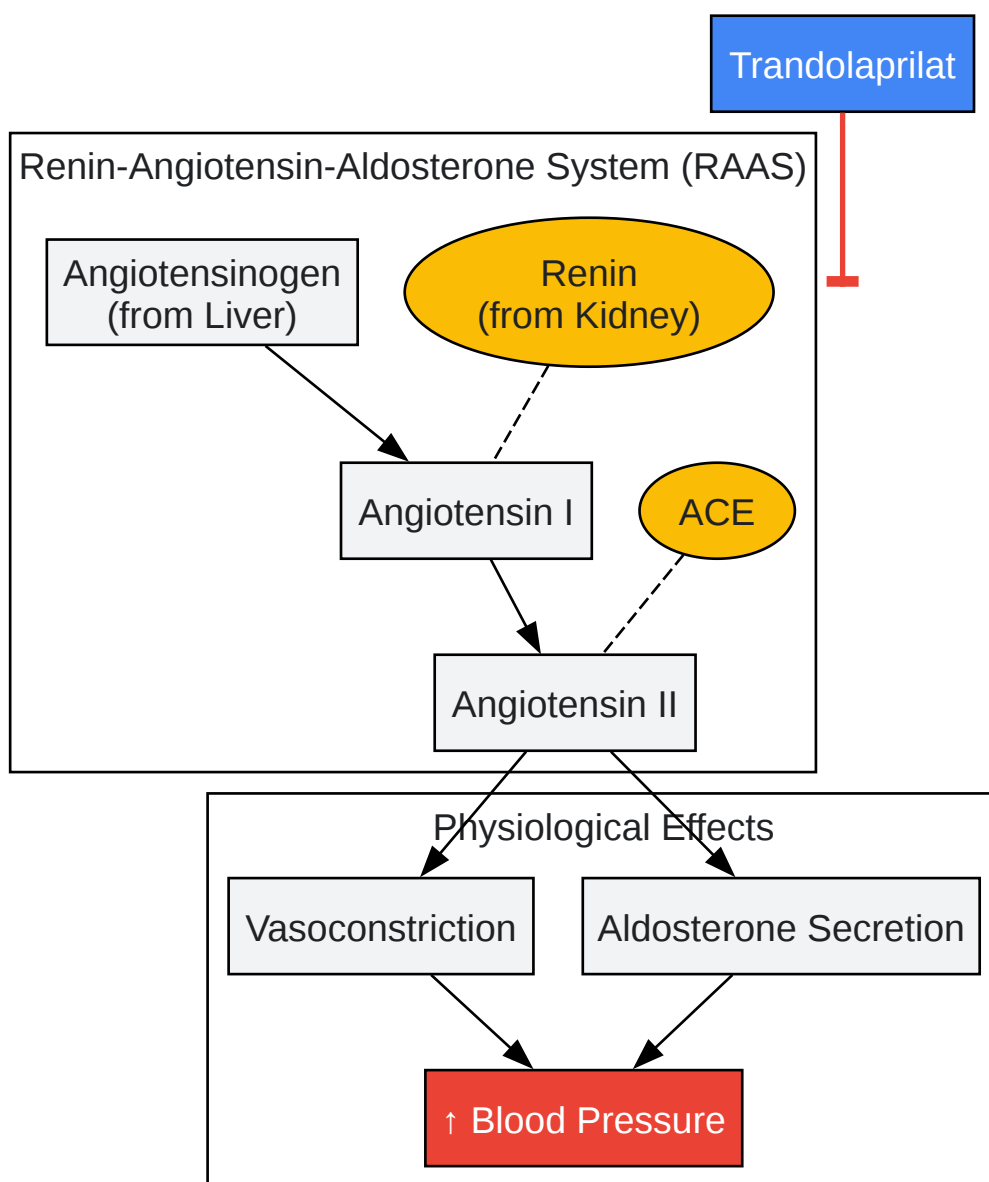 Trandolaprilat
Renin-Angiotensin-Aldosterone System (RAAS)
Angiotensinogen
(from Liver)
Renin
(from Kidney)
Angiotensin I
ACE
Angiotensin II
Physiological Effects
Vasoconstriction
Aldosterone Secretion
↑ Blood Pressure